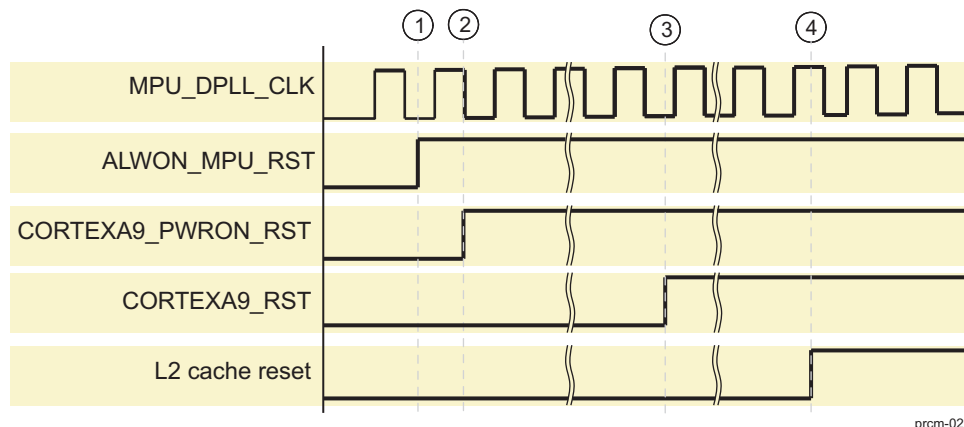 1 2 3 4
MPU_DPLL_CLK
ALWON_MPU_RST
CORTEXA9_PWRON_RST
CORTEXA9_RST
L2 cache reset
prcm-02